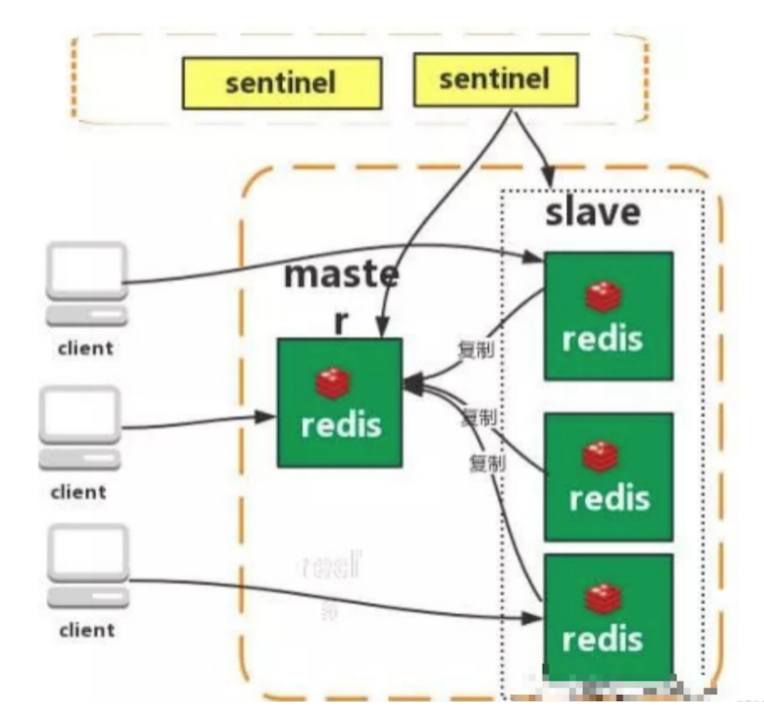 sentinel
sentinel
slave
maste
r
redis
redis
redis
redis
复制
复制
复制
client
client
client